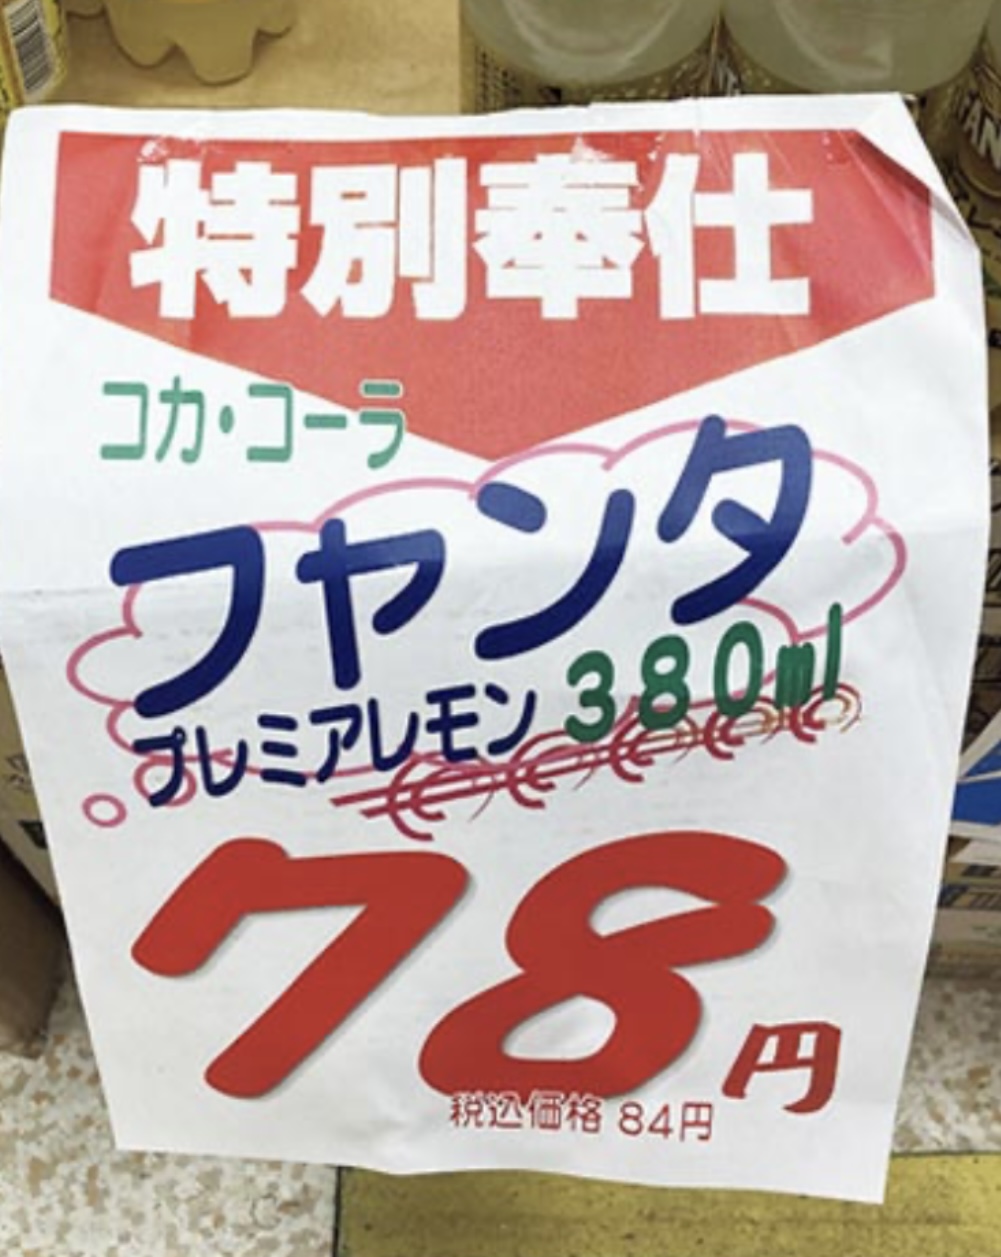 特別奉仕
コカ・コーラ
フヤンタ
プレミアレモン 380ml
78円
税込価格 84円